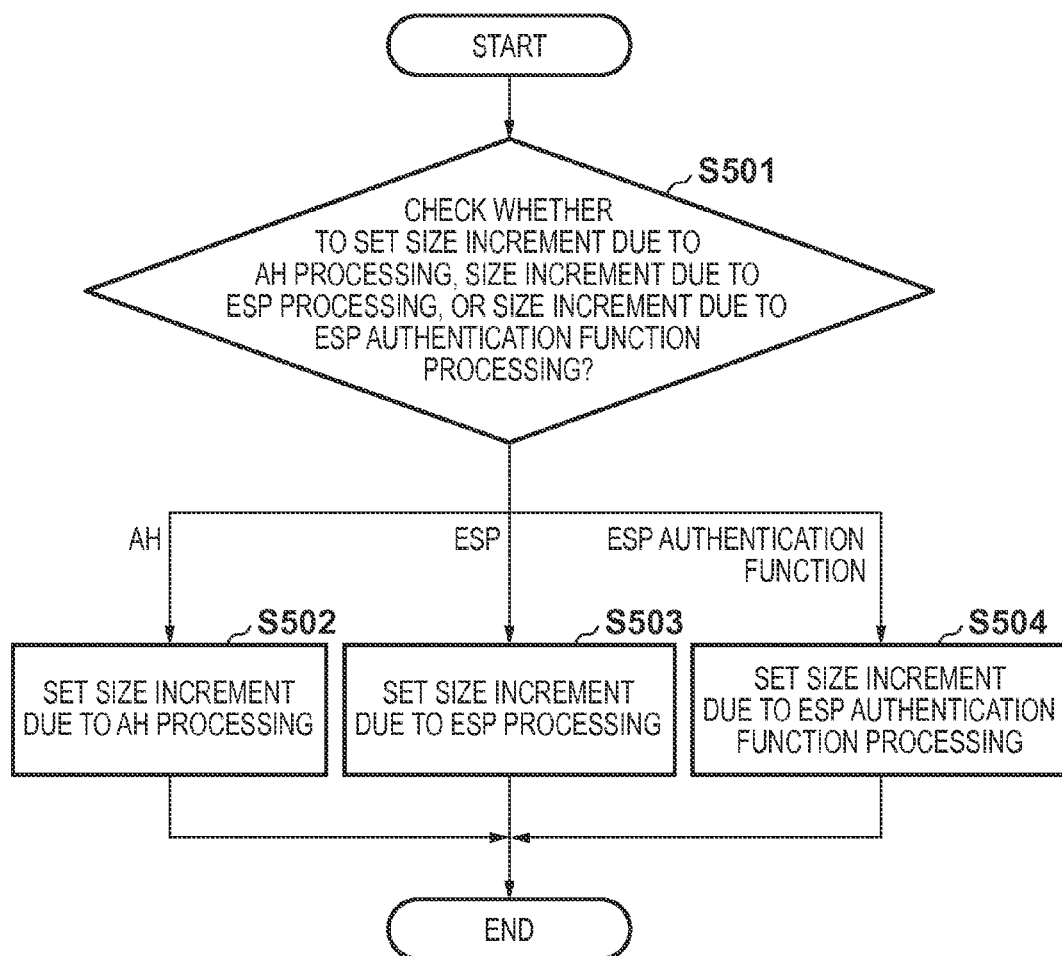 START
S501
CHECK WHETHER
TO SET SIZE INCREMENT DUE TO
AH PROCESSING, SIZE INCREMENT DUE TO
ESP PROCESSING, OR SIZE INCREMENT DUE TO
ESP AUTHENTICATION FUNCTION
PROCESSING?
AH
ESP
ESP AUTHENTICATION
FUNCTION
S502
SET SIZE INCREMENT
DUE TO AH PROCESSING
S503
SET SIZE INCREMENT
DUE TO ESP PROCESSING
S504
SET SIZE INCREMENT
DUE TO ESP AUTHENTICATION
FUNCTION PROCESSING
END